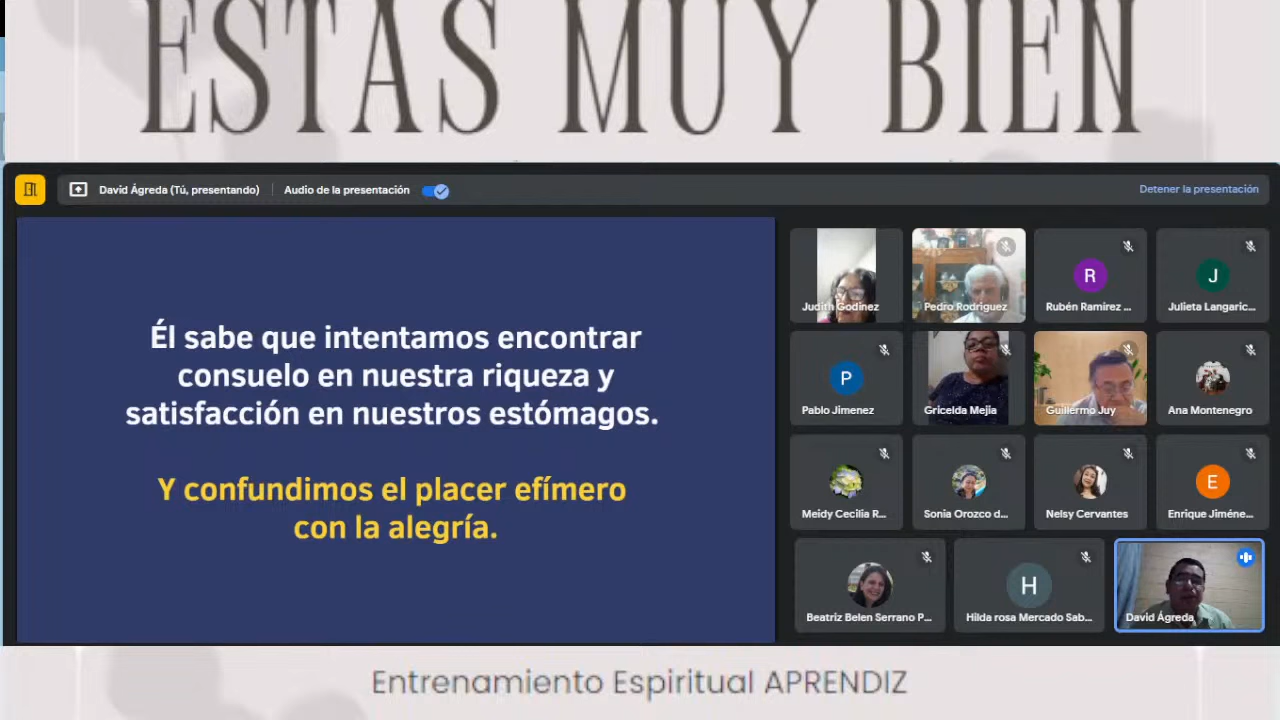 ESTAS MUY BIEN
David Ágreda (Tú, presentando)
Audio de la presentación
Detener la presentación
Él sabe que intentamos encontrar
consuelo en nuestra riqueza y
satisfacción en nuestros estómagos.
Y confundimos el placer efímero
con la alegría.
Judith Godinez
Pedro Rodriguez
R
Rubén Ramirez ...
J
Julieta Langaric...
P
Pablo Jimenez
Gricelda Mejia
Guillermo Juy
Ana Montenegro
Meidy Cecilia R...
Sonia Orozco d...
Nelsy Cervantes
E
Enrique Jiméne...
Beatriz Belen Serrano P...
H
Hilda rosa Mercado Sab...
David Ágreda
Entrenamiento Espiritual APRENDIZ